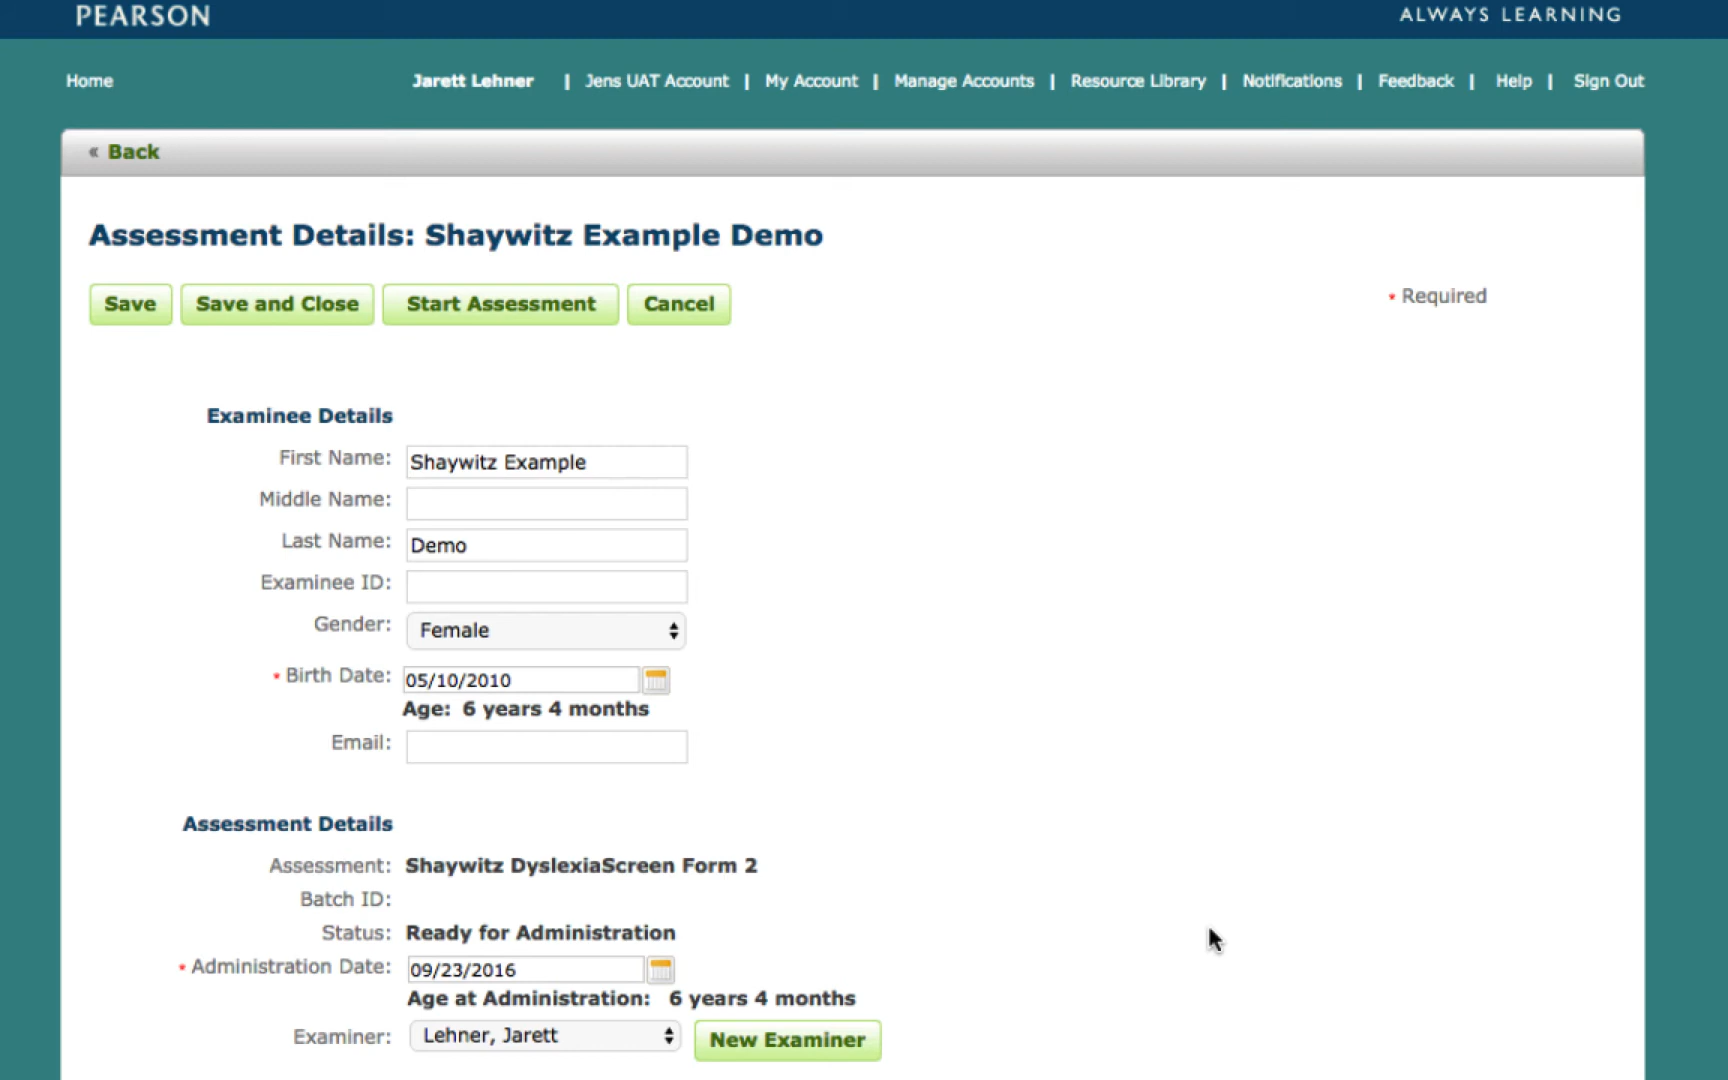 PEARSON
ALWAYS LEARNING
Home
Jarett Lehner | Jens UAT Account | My Account | Manage Accounts | Resource Library | Notifications | Feedback | Help | Sign Out
« Back
Assessment Details: Shaywitz Example Demo
Save
Save and Close
Start Assessment
Cancel
* Required
Examinee Details
First Name: Shaywitz Example
Middle Name:
Last Name: Demo
Examinee ID:
Gender: Female
* Birth Date: 05/10/2010
Age: 6 years 4 months
Email:
Assessment Details
Assessment: Shaywitz DyslexiaScreen Form 2
Batch ID:
Status: Ready for Administration
* Administration Date: 09/23/2016
Age at Administration: 6 years 4 months
Examiner: Lehner, Jarett
New Examiner